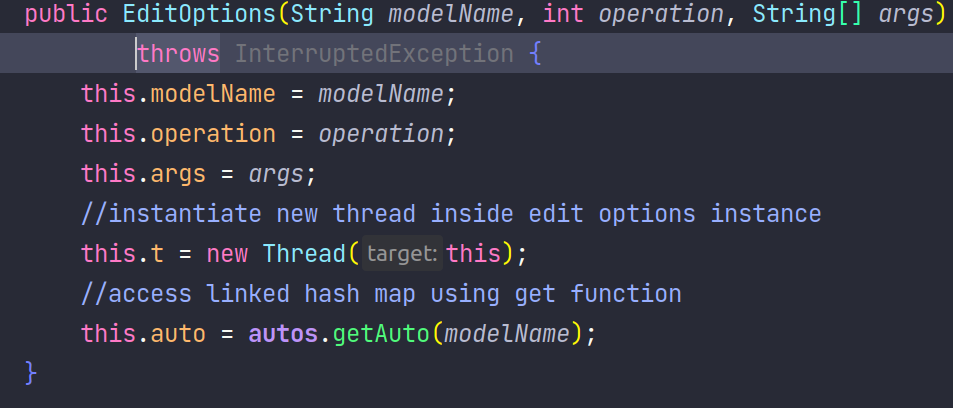 public EditOptions(String modelName, int operation, String[] args)
throws InterruptedException {
this.modelName = modelName;
this.operation = operation;
this.args = args;
//instantiate new thread inside edit options instance
this.t = new Thread( target: this);
//access linked hash map using get function
this.auto = autos.getAuto(modelName);
}